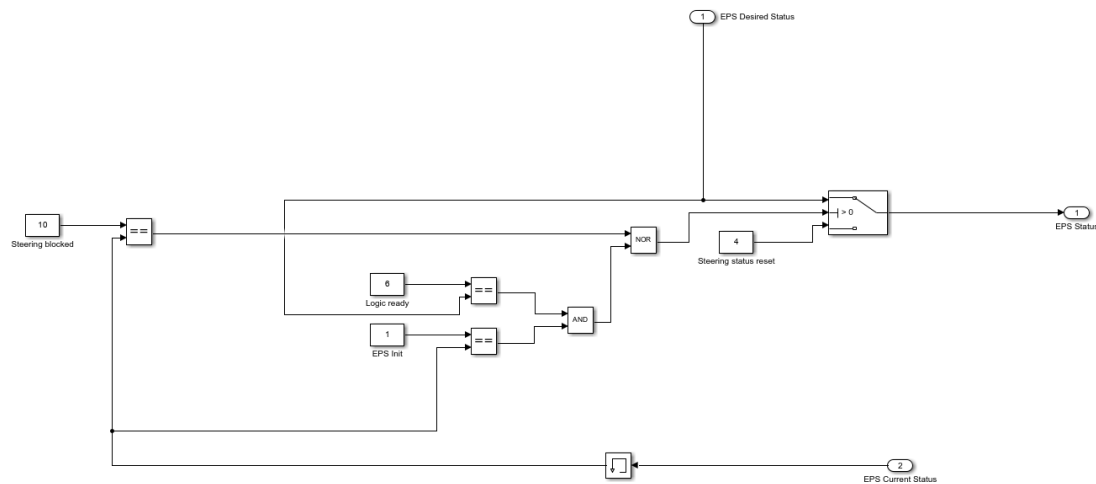 1
EPS Desired Status
10
Steering blocked
==
NOR
> 0
1
EPS Status
4
Steering status reset
6
Logic ready
==
AND
1
EPS Init
==
2
EPS Current Status